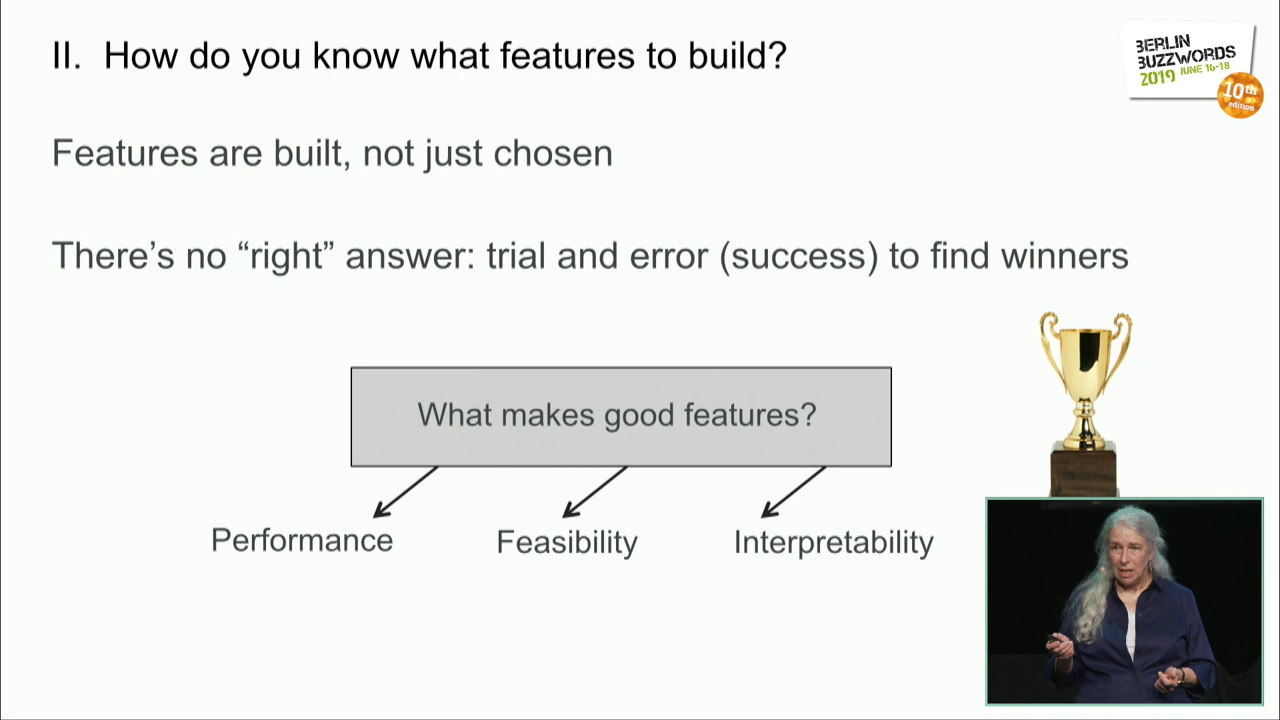 II. How do you know what features to build?
BERLIN
BUZZWORDS
2019 JUNE 16-18
10th
edition
Features are built, not just chosen
There's no “right” answer: trial and error (success) to find winners
What makes good features?
Performance
Feasibility
Interpretability